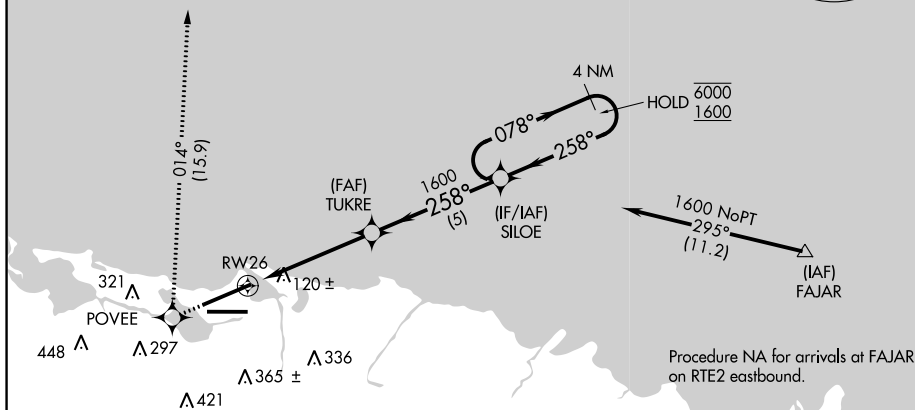 014°
(15.9)
4 NM
HOLD
6000
1600
078°
258°
1600
258°
(5)
(FAF)
TUKRE
(IF/IAF)
SILOE
1600 NoPT
295°
(11.2)
(IAF)
FAJAR
RW26
120 ±
321
POVEE
448
297
336
365 ±
421
Procedure NA for arrivals at FAJAR
on RTE2 eastbound.